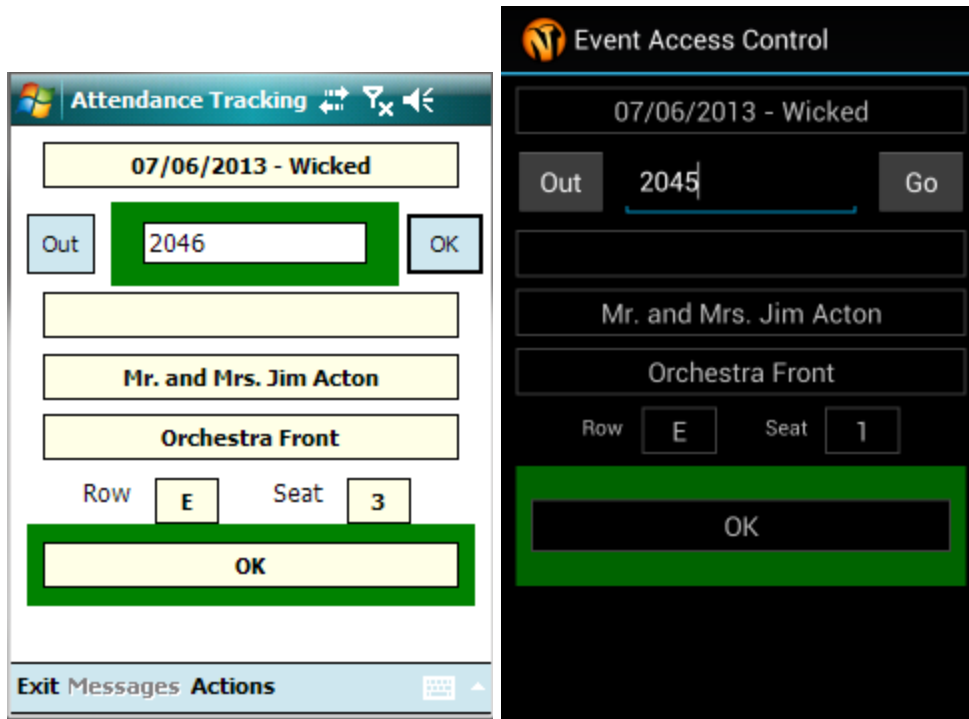 Attendance Tracking
07/06/2013 - Wicked
Out 2046 OK
Mr. and Mrs. Jim Acton
Orchestra Front
Row E Seat 3
OK
Exit Messages Actions
Event Access Control
07/06/2013 - Wicked
Out 2045 Go
Mr. and Mrs. Jim Acton
Orchestra Front
Row E Seat 1
OK